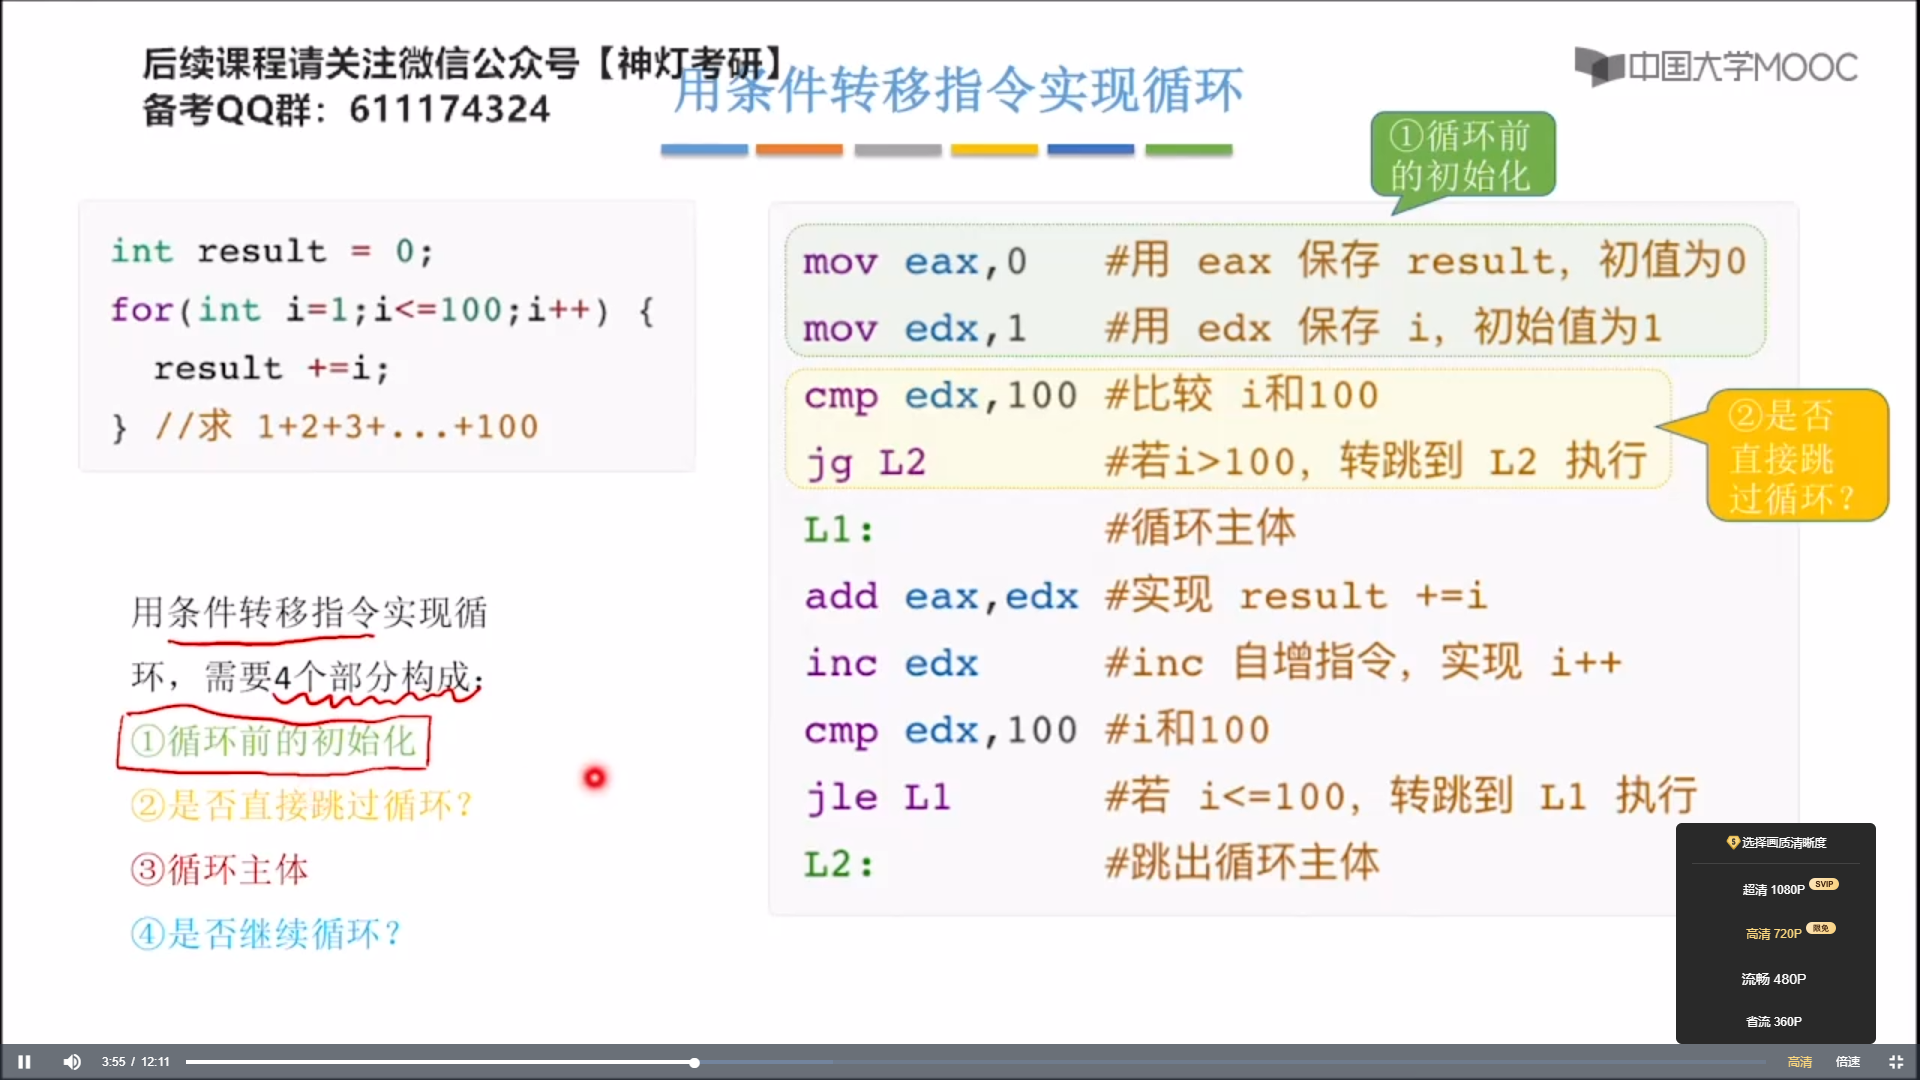 后续课程请关注微信公众号【神灯考研】
备考QQ群：611174324
用条件转移指令实现循环
中国大学MOOC
①循环前
的初始化
int result = 0;
for(int i=1;i<=100;i++) {
result +=i;
} //求 1+2+3+...+100
mov eax,0 #用 eax 保存 result，初值为0
mov edx,1 #用 edx 保存 i，初始值为1
cmp edx,100 #比较 i和100
jg L2 #若i>100，转跳到 L2 执行
L1: #循环主体
add eax,edx #实现 result +=i
inc edx #inc 自增指令，实现 i++
cmp edx,100 #i和100
jle L1 #若 i<=100，转跳到 L1 执行
L2: #跳出循环主体
②是否
直接跳
过循环？
用条件转移指令实现循
环，需要4个部分构成：
①循环前的初始化
②是否直接跳过循环？
③循环主体
④是否继续循环？
选择画质清晰度
超清 1080P SVIP
高清 720P 限免
流畅 480P
省流 360P
3:55 / 12:11
高清 倍速